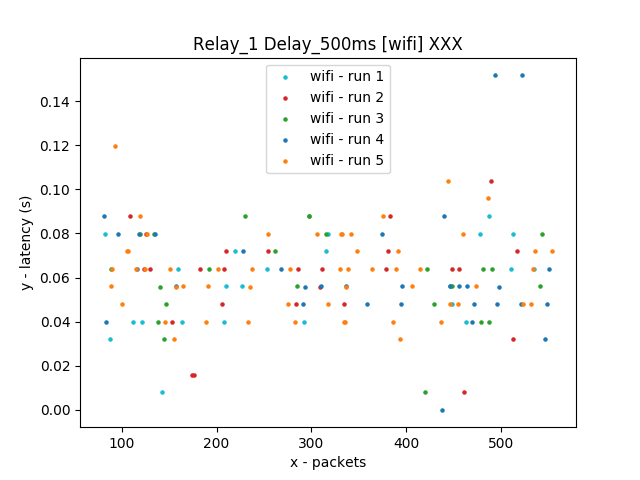 Relay_1 Delay_500ms [wifi] XXX
wifi - run 1
wifi - run 2
wifi - run 3
wifi - run 4
wifi - run 5
y - latency (s)
0.14
0.12
0.10
0.08
0.06
0.04
0.02
0.00
100 200 300 400 500
x - packets